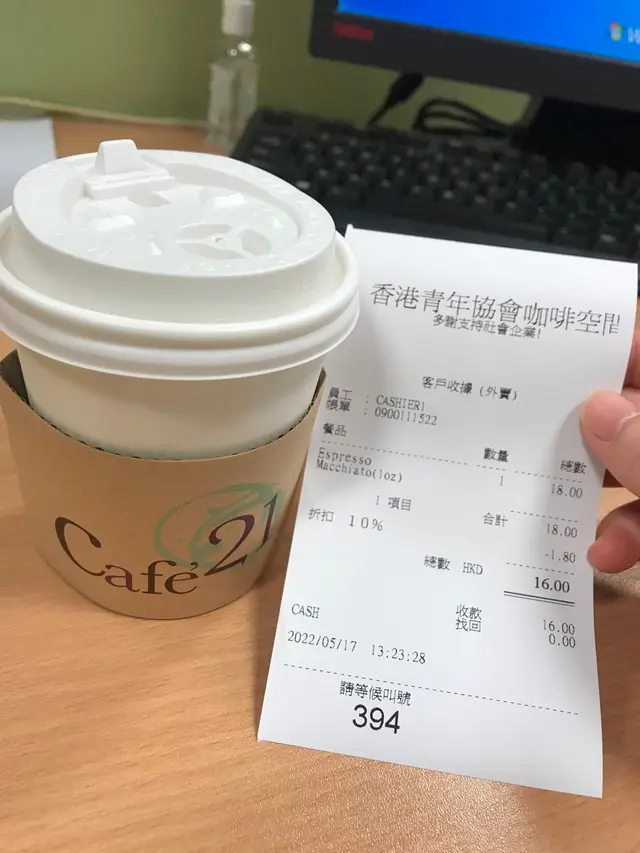 Café 21
香港青年協會咖啡空間
多謝支持社會企業!
客戶收據 (外賣)
員工 : CASHIER1
帳單 : 0900111522
餐品 數量 總數
Espresso 1 18.00
Macchiato(1oz)
1 項目 合計 18.00
折扣 10% -1.80
總數 HKD 16.00
CASH 收款 16.00
找回 0.00
2022/05/17 13:23:28
請等候叫號
394